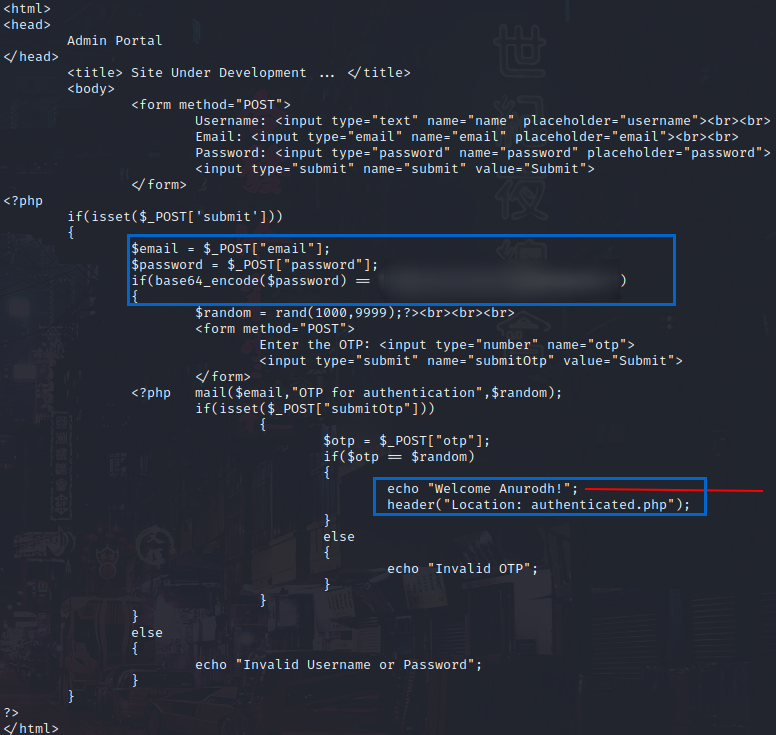 <html>
<head>
Admin Portal
</head>
<title> Site Under Development ... </title>
<body>
<form method="POST">
Username: <input type="text" name="name" placeholder="username"><br><br>
Email: <input type="email" name="email" placeholder="email"><br><br>
Password: <input type="password" name="password" placeholder="password">
<input type="submit" name="submit" value="Submit">
</form>
<?php
if(isset($_POST['submit']))
{
$email = $_POST["email"];
$password = $_POST["password"];
if(base64_encode($password) == )
{
$random = rand(1000,9999);?><br><br><br>
<form method="POST">
Enter the OTP: <input type="number" name="otp">
<input type="submit" name="submitOtp" value="Submit">
</form>
<?php mail($email,"OTP for authentication",$random);
if(isset($_POST["submitOtp"]))
{
$otp = $_POST["otp"];
if($otp == $random)
{
echo "Welcome Anurodh!";
header("Location: authenticated.php");
}
else
{
echo "Invalid OTP";
}
}
}
else
{
echo "Invalid Username or Password";
}
}
?>
</html>